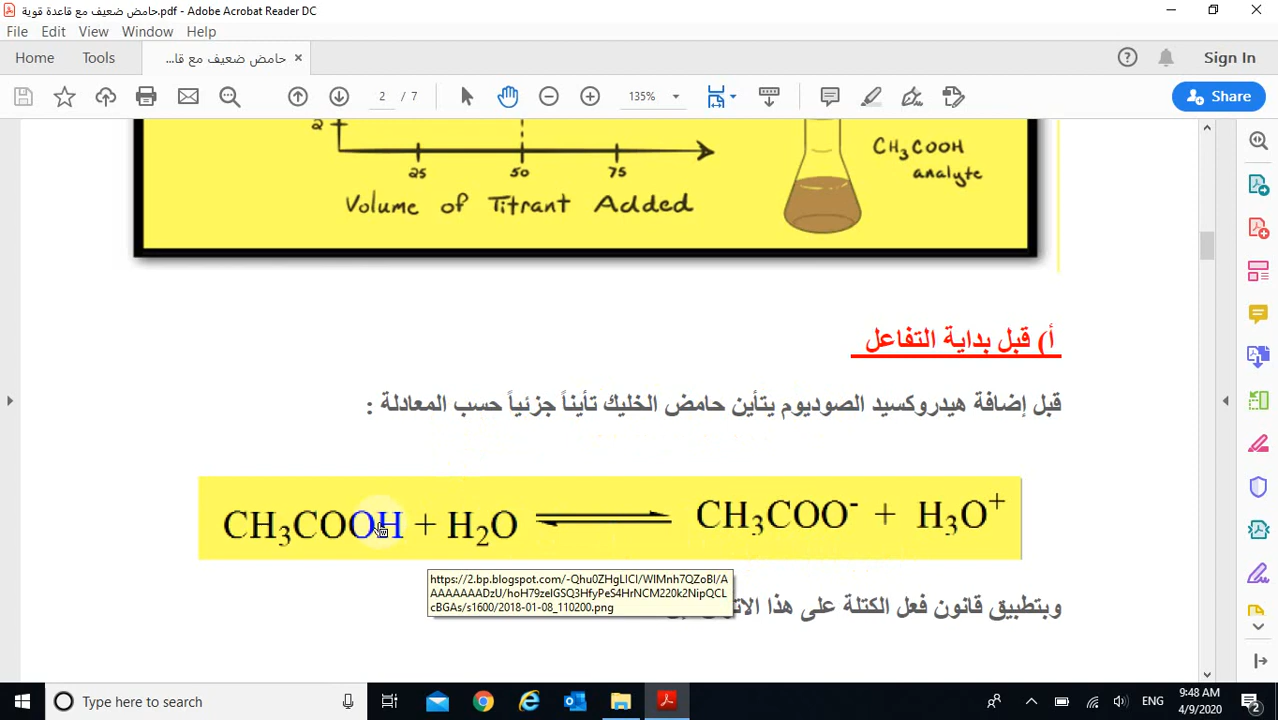 حامض ضعيف مع قاعدة قوية.pdf - Adobe Acrobat Reader DC
File Edit View Window Help
Home Tools حامض ضعيف مع قا... × Sign In
2 / 7 135% Share
2
25 50 75
Volume of Titrant Added
CH₃COOH
analyte
أ) قبل بداية التفاعل
قبل إضافة هيدروكسيد الصوديوم يتأين حامض الخليك تأيناً جزئياً حسب المعادلة :
CH₃COOH + H₂O ⇌ CH₃COO⁻ + H₃O⁺
https://2.bp.blogspot.com/-Qhu0ZHgLICI/WlMnh7QZoBI/A
AAAAAAADzU/hoH79zeIGSQ3HfyPeS4HrNCM220k2NipQCL
cBGAs/s1600/2018-01-08_110200.png
وبتطبيق قانون فعل الكتلة على هذا
Type here to search
ENG
9:48 AM
4/9/2020
2